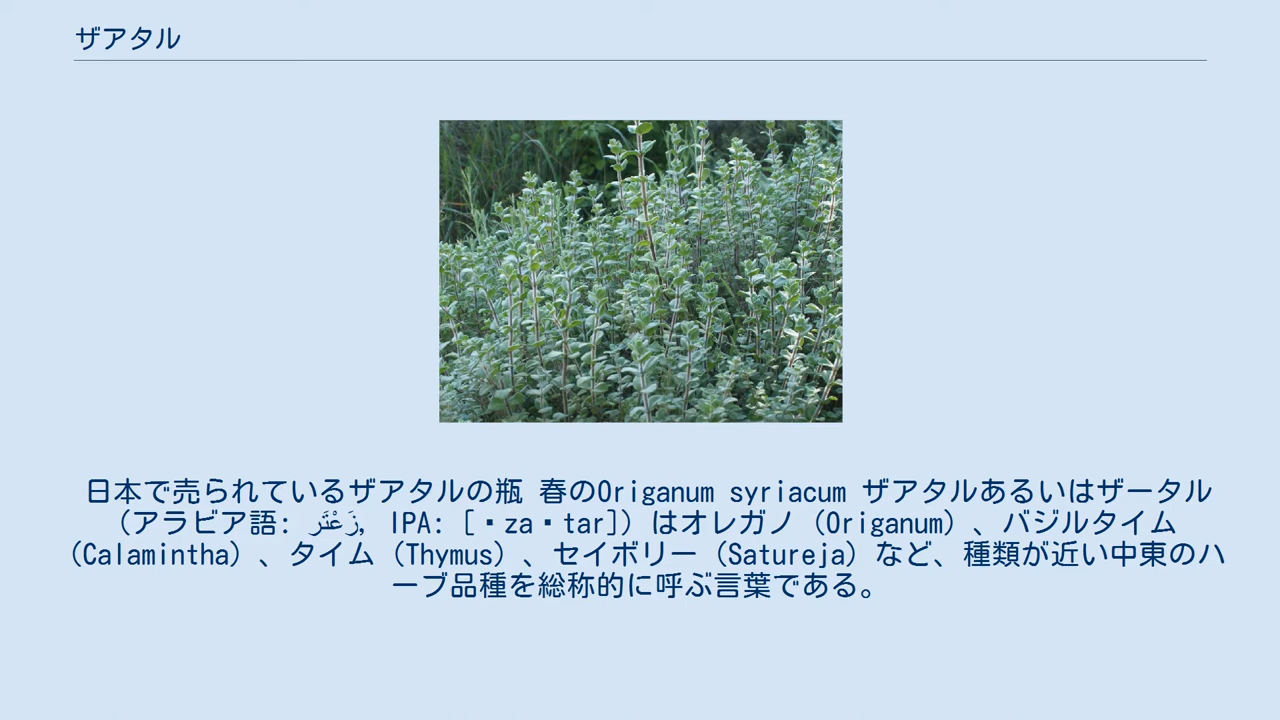 ザアタル
日本で売られているザアタルの瓶 春のOriganum syriacum ザアタルあるいはザータル
（アラビア語: زَعْتَر, IPA: [・za・tar]）はオレガノ（Origanum）、バジルタイム
（Calamintha）、タイム（Thymus）、セイボリー（Satureja）など、種類が近い中東のハ
ーブ品種を総称的に呼ぶ言葉である。